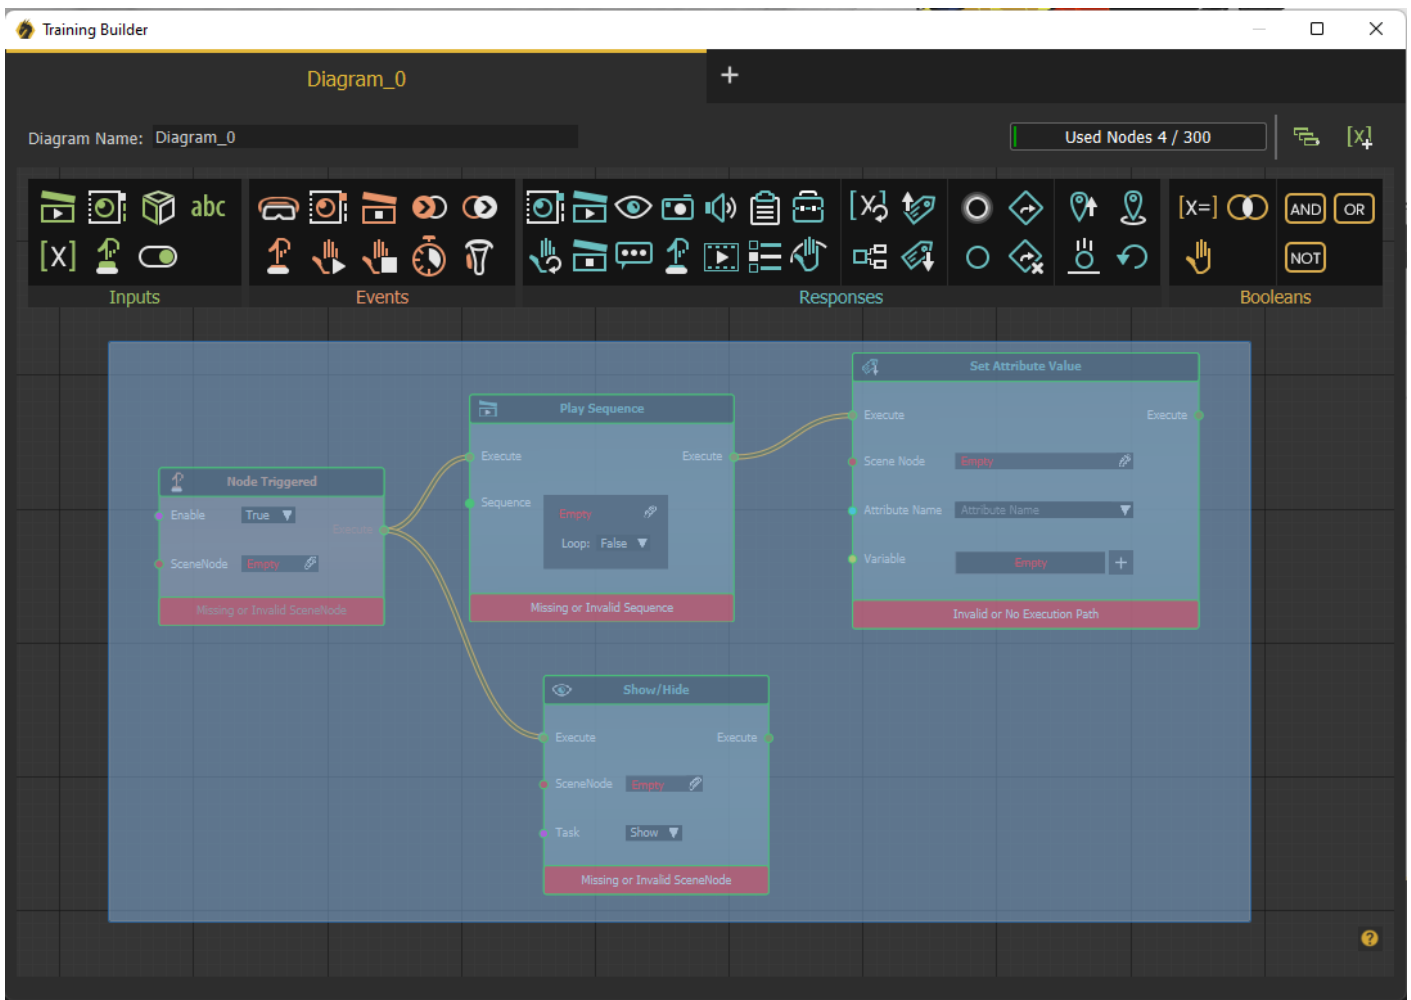 Training Builder
Diagram_0
+
Diagram Name: Diagram_0
Used Nodes 4 / 300
[x]+
abc
[X]
[X]
[X=]
AND
OR
NOT
Inputs
Events
Responses
Booleans
Set Attribute Value
Execute
Execute
Scene Node
Empty
Attribute Name
Attribute Name
Variable
Empty
+
Invalid or No Execution Path
Play Sequence
Execute
Execute
Sequence
Empty
Loop: False
Missing or Invalid Sequence
Node Triggered
Enable
True
Execute
SceneNode
Empty
Missing or Invalid SceneNode
Show/Hide
Execute
Execute
SceneNode
Empty
Task
Show
Missing or Invalid SceneNode
?